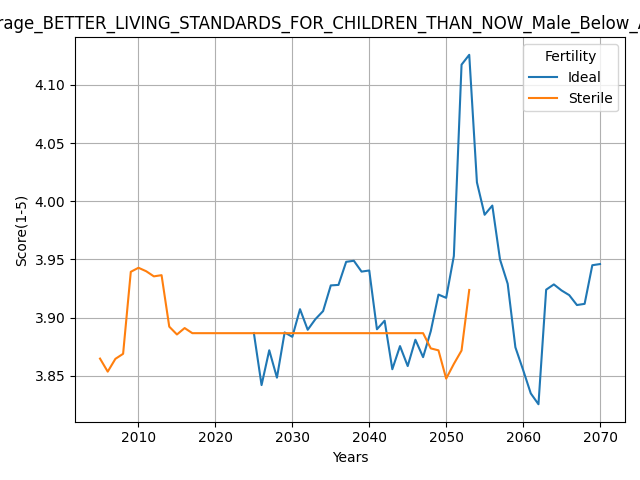 rage_BETTER_LIVING_STANDARDS_FOR_CHILDREN_THAN_NOW_Male_Below_
Fertility
Ideal
Sterile
Score(1-5)
4.10
4.05
4.00
3.95
3.90
3.85
2010 2020 2030 2040 2050 2060 2070
Years